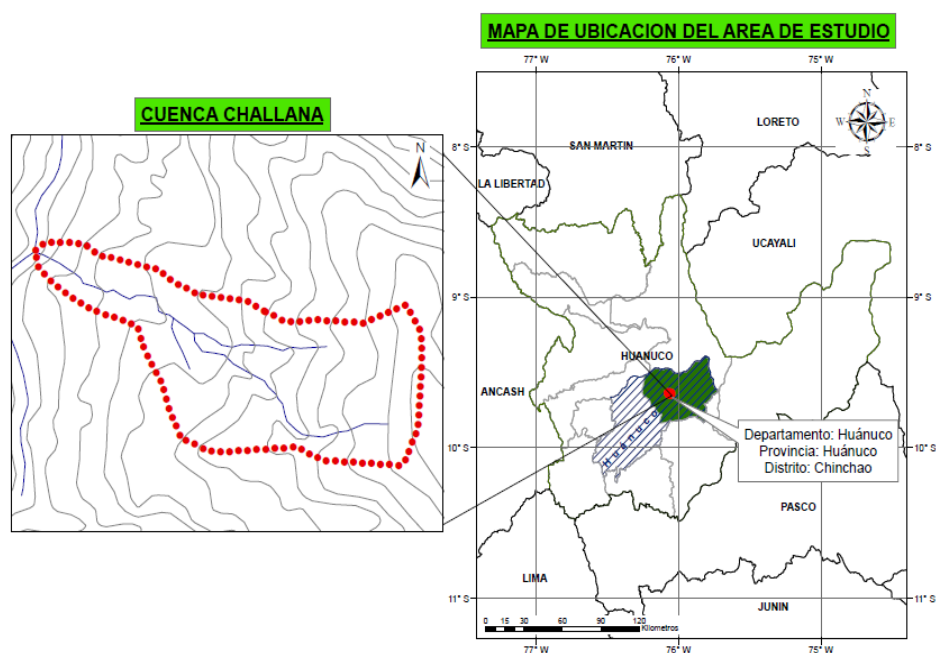 MAPA DE UBICACION DEL AREA DE ESTUDIO
CUENCA CHALLANA
N
77° W
76° W
75° W
N
W
E
S
8° S
8° S
9° S
9° S
10° S
10° S
11° S
11° S
LORETO
SAN MARTIN
LA LIBERTAD
UCAYALI
HUANUCO
ANCASH
Huánuco
Departamento: Huánuco
Provincia: Huánuco
Distrito: Chinchao
PASCO
LIMA
JUNIN
0 15 30 60 90 120
Kilometros
77° W
76° W
75° W